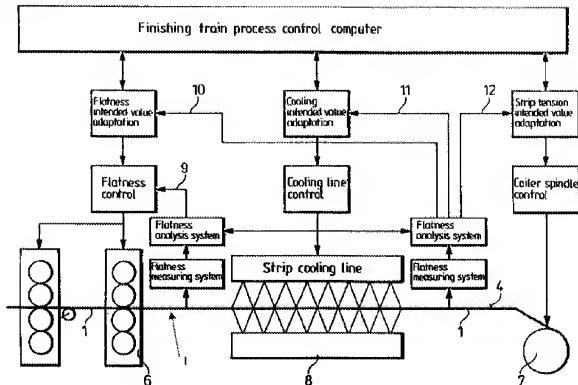 Finishing train process control computer
10
11
12
Flatness
intended value
adaptation
Cooling
intended value
adaptation
Strip tension
intended value
adaptation
9
Flatness
control
Cooling line
control
Coiler spindle
control
Flatness
analysis system
Flatness
analysis system
Flatness
measuring system
Strip cooling line
Flatness
measuring system
4
1
1
1
6
8
7